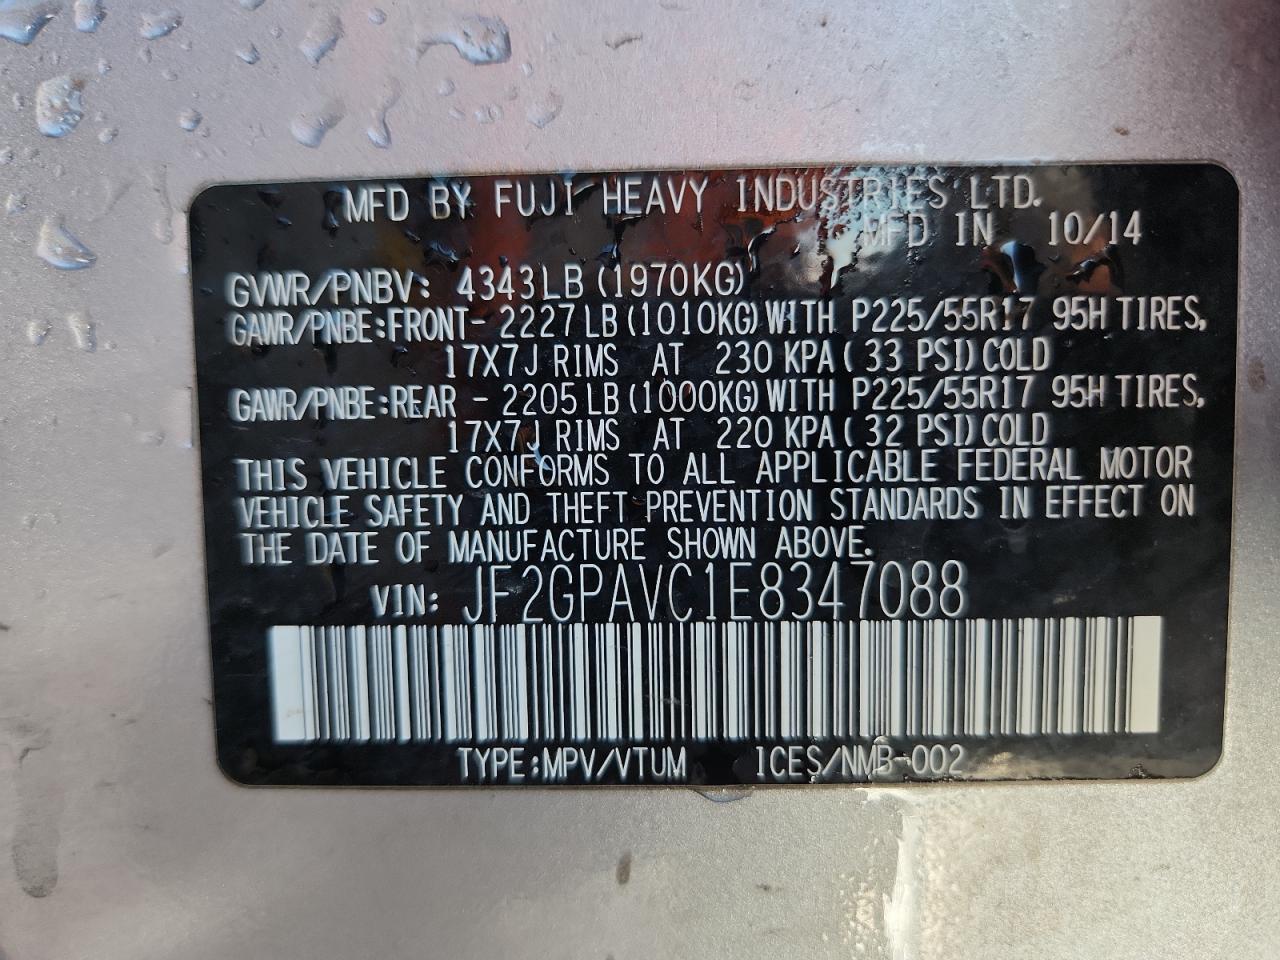 MFD BY FUJI HEAVY INDUSTRIES LTD.
MFD IN 10/14
GVWR/PNBV: 4343LB (1970KG)
GAWR/PNBE:FRONT- 2227LB(1010KG)WITH P225/55R17 95H TIRES,
17X7J RIMS AT 230 KPA( 33 PSI)COLD
GAWR/PNBE:REAR - 2205LB(1000KG)WITH P225/55R17 95H TIRES,
17X7J RIMS AT 220 KPA( 32 PSI)COLD
THIS VEHICLE CONFORMS TO ALL APPLICABLE FEDERAL MOTOR
VEHICLE SAFETY AND THEFT PREVENTION STANDARDS IN EFFECT ON
THE DATE OF MANUFACTURE SHOWN ABOVE.
VIN: JF2GPAVC1E8347088
TYPE:MPV/VTUM ICES/NMB-002